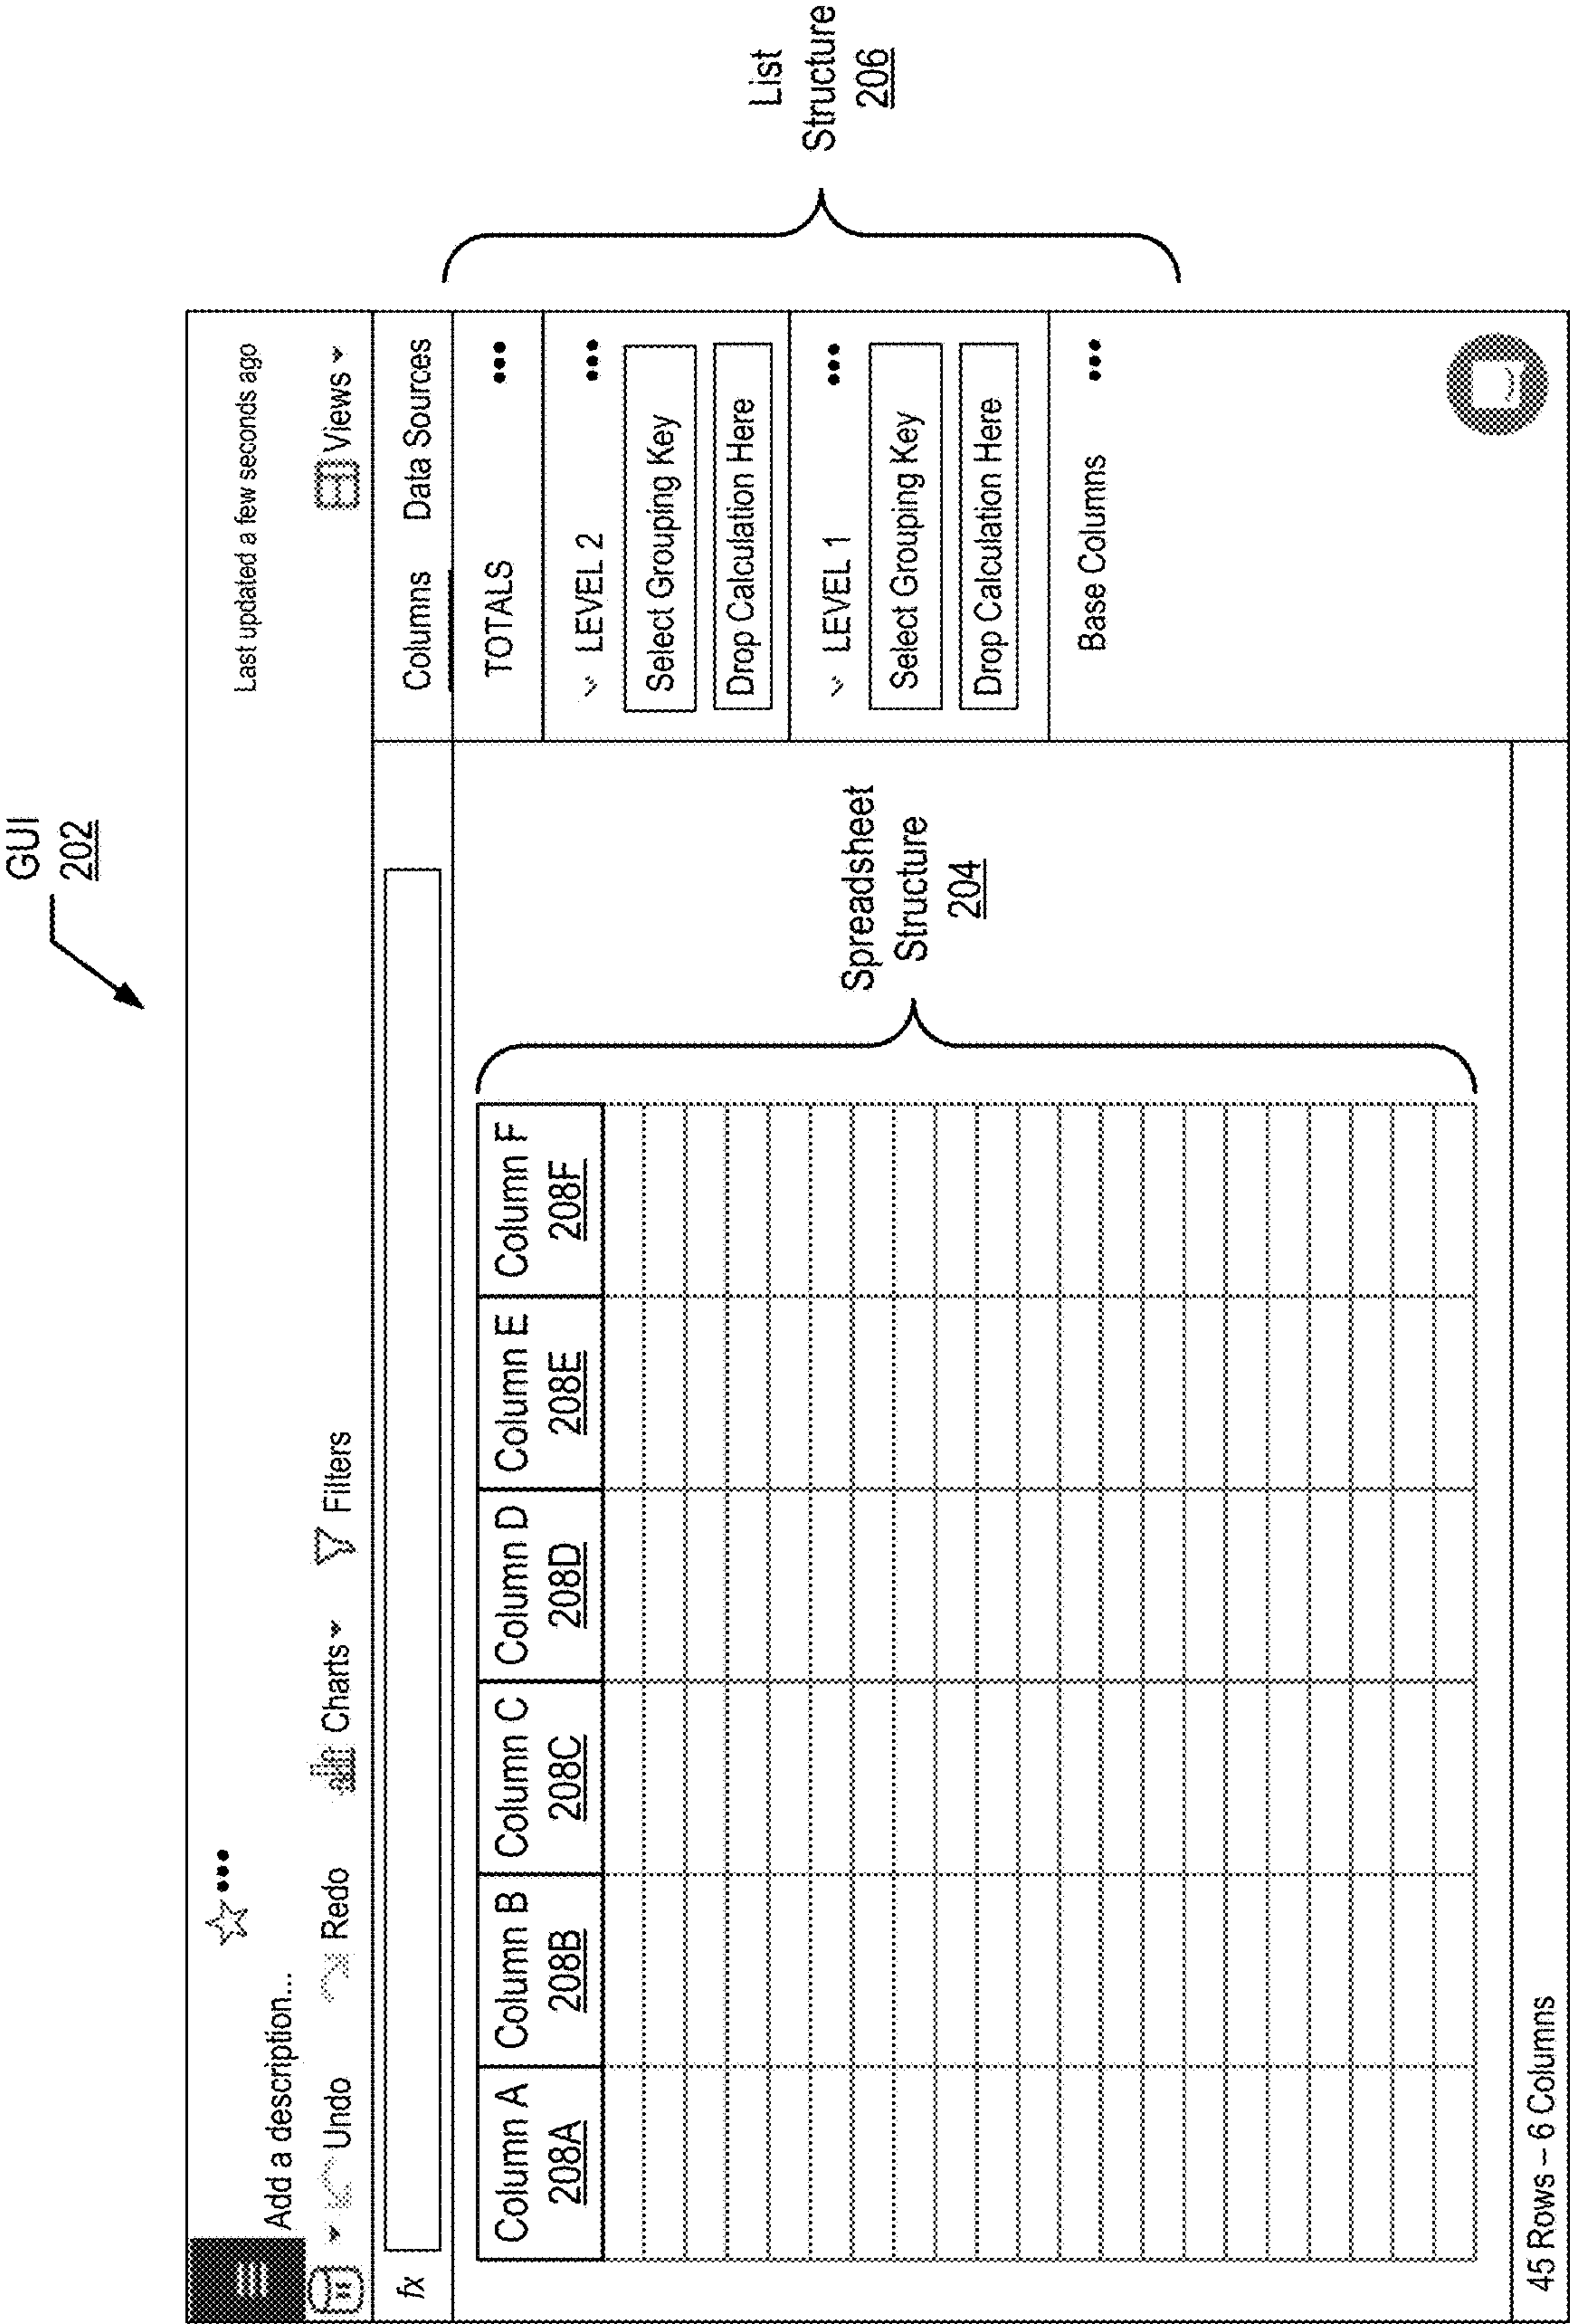 GUI
202
Last updated a few seconds ago
Add a description...
Undo
Redo
Charts
Filters
Views
fx
Columns
Data Sources
TOTALS
LEVEL 2
Select Grouping Key
Drop Calculation Here
LEVEL 1
Select Grouping Key
Drop Calculation Here
Base Columns
List
Structure
206
Column A
208A
Column B
208B
Column C
208C
Column D
208D
Column E
208E
Column F
208F
Spreadsheet
Structure
204
45 Rows – 6 Columns